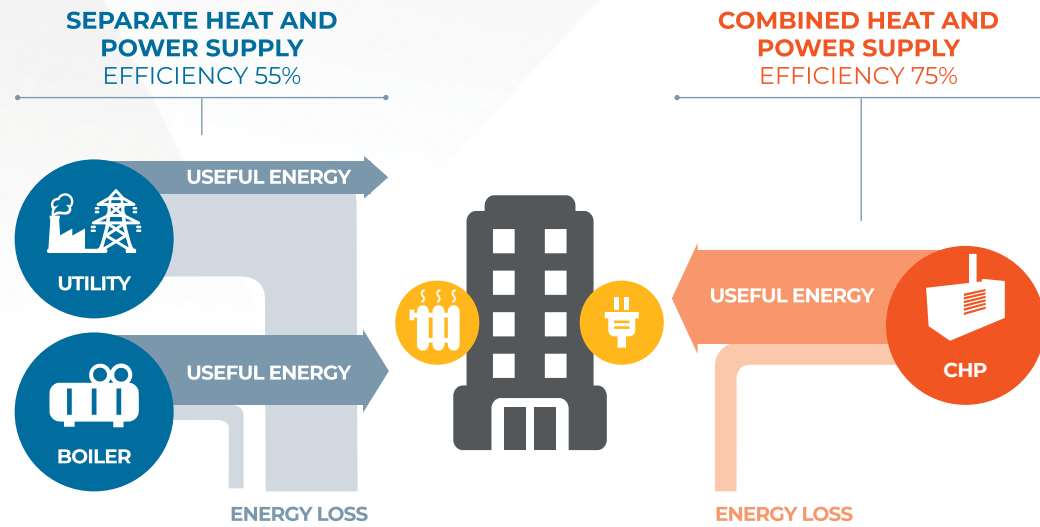 SEPARATE HEAT AND
POWER SUPPLY
EFFICIENCY 55%
USEFUL ENERGY
UTILITY
USEFUL ENERGY
BOILER
ENERGY LOSS
COMBINED HEAT AND
POWER SUPPLY
EFFICIENCY 75%
USEFUL ENERGY
CHP
ENERGY LOSS